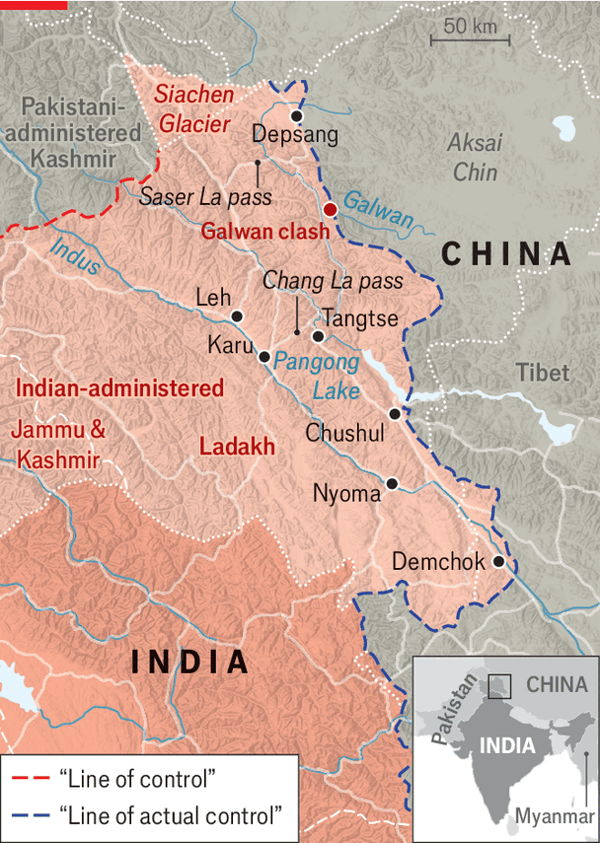 50 km
Siachen
Glacier
Pakistani-
administered
Kashmir
Depsang
Aksai
Chin
Saser La pass
Galwan
Galwan clash
CHINA
Indus
Chang La pass
Leh
Tangtse
Karu
Pangong
Lake
Tibet
Indian-administered
Jammu &
Kashmir
Ladakh
Chushul
Nyoma
Demchok
INDIA
Pakistan
CHINA
INDIA
Myanmar
“Line of control”
“Line of actual control”